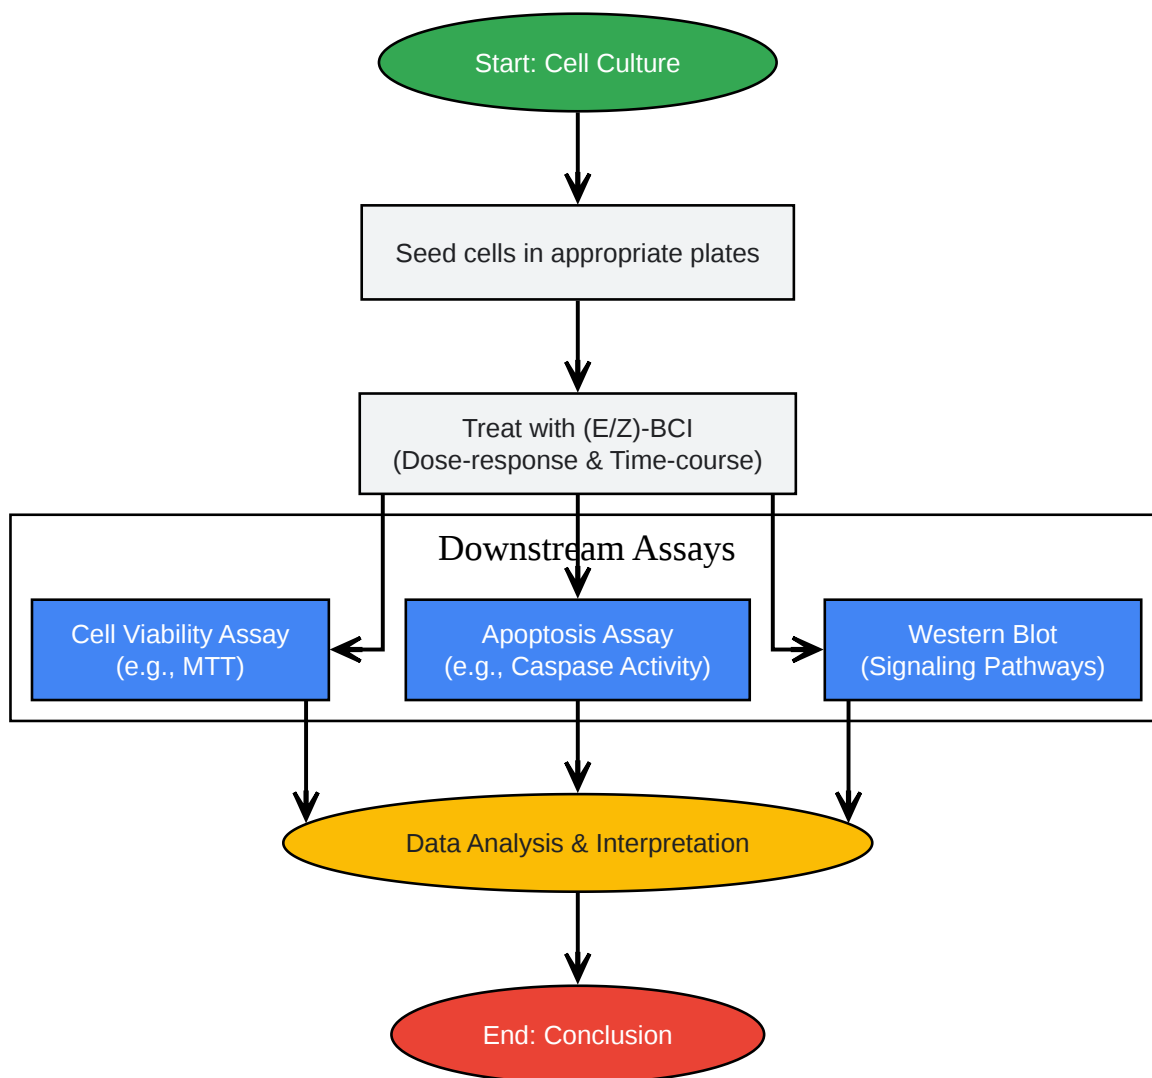 Start: Cell Culture
Seed cells in appropriate plates
Treat with (E/Z)-BCI
(Dose-response & Time-course)
Downstream Assays
Cell Viability Assay
(e.g., MTT)
Apoptosis Assay
(e.g., Caspase Activity)
Western Blot
(Signaling Pathways)
Data Analysis & Interpretation
End: Conclusion